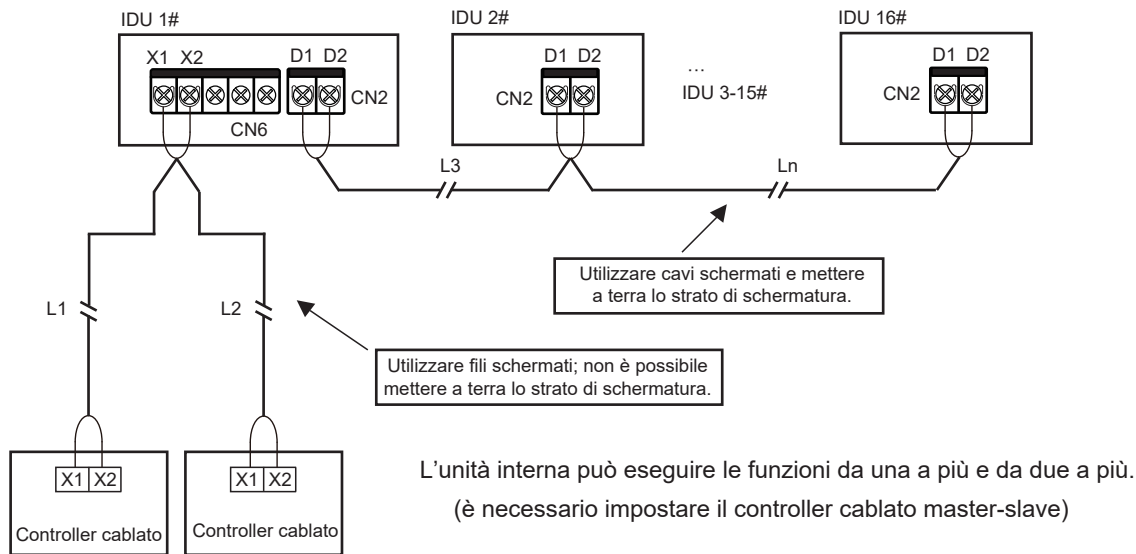 IDU 1#
IDU 2#
IDU 16#
X1 X2
D1 D2
CN2
CN6
D1 D2
CN2
...
IDU 3-15#
D1 D2
CN2
L3
Ln
Utilizzare cavi schermati e mettere
a terra lo strato di schermatura.
L1
L2
Utilizzare fili schermati; non è possibile
mettere a terra lo strato di schermatura.
X1 X2
Controller cablato
X1 X2
Controller cablato
L’unità interna può eseguire le funzioni da una a più e da due a più.
(è necessario impostare il controller cablato master-slave)